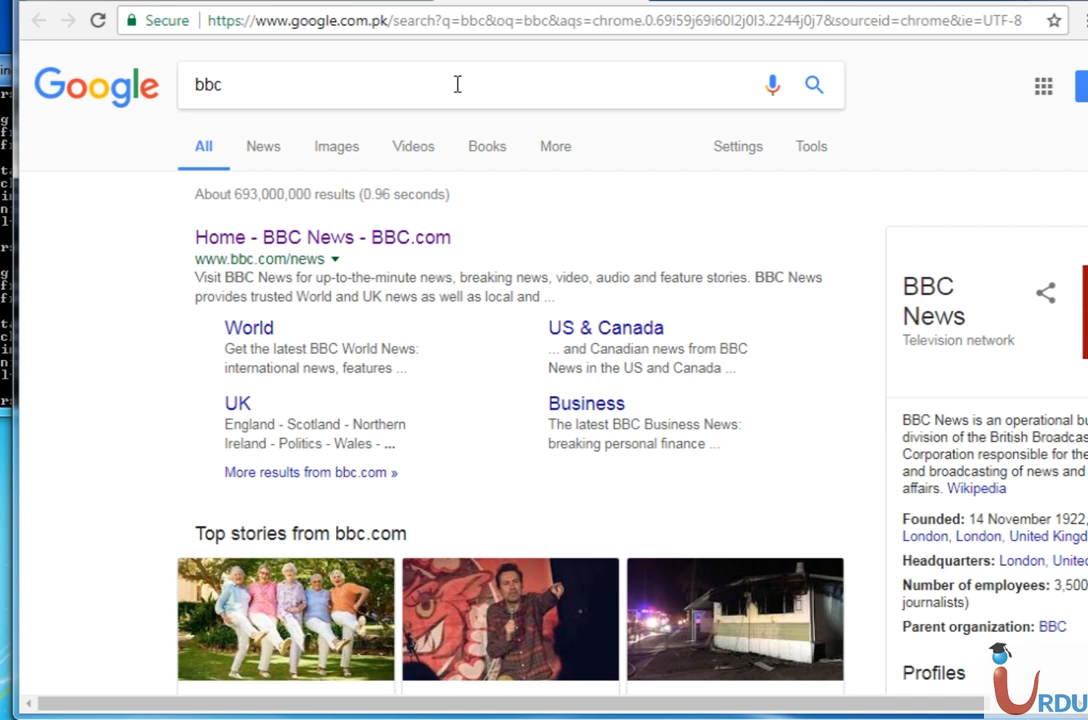 Secure https://www.google.com.pk/search?q=bbc&oq=bbc&aqs=chrome.0.69i59j69i60l2j0l3.2244j0j7&sourceid=chrome&ie=UTF-8
Google bbc
All News Images Videos Books More Settings Tools
About 693,000,000 results (0.96 seconds)
Home - BBC News - BBC.com
www.bbc.com/news
Visit BBC News for up-to-the-minute news, breaking news, video, audio and feature stories. BBC News
provides trusted World and UK news as well as local and ...
World
Get the latest BBC World News:
international news, features ...
US & Canada
... and Canadian news from BBC
News in the US and Canada ...
UK
England - Scotland - Northern
Ireland - Politics - Wales - ...
Business
The latest BBC Business News:
breaking personal finance ...
More results from bbc.com »
Top stories from bbc.com
BBC
News
Television network
BBC News is an operational bu
division of the British Broadcas
Corporation responsible for the
and broadcasting of news and
affairs. Wikipedia
Founded: 14 November 1922,
London, London, United Kingd
Headquarters: London, Unite
Number of employees: 3,500
journalists)
Parent organization: BBC
Profiles
URDU